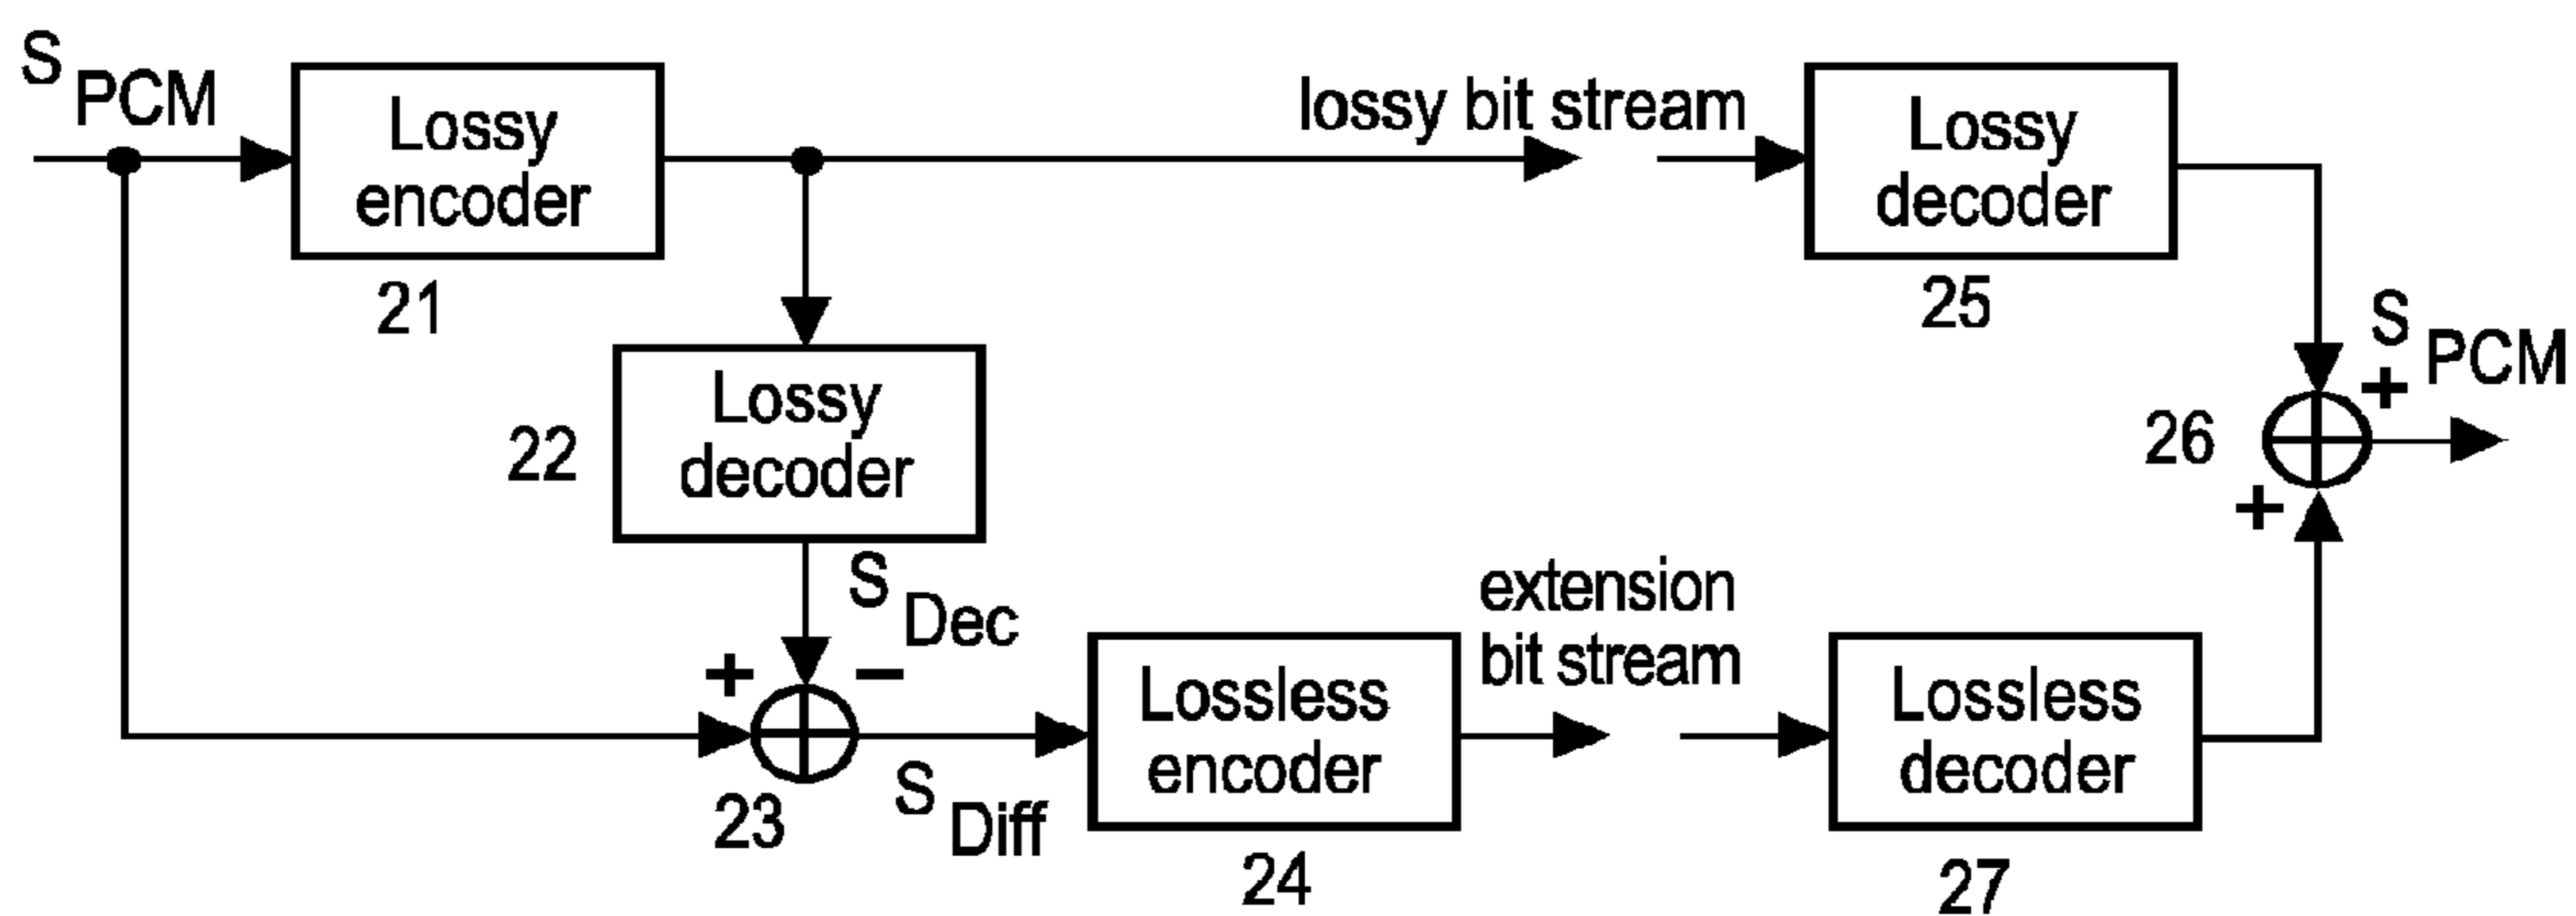 S PCM
Lossy
encoder
21
lossy bit stream
Lossy
decoder
25
Lossy
decoder
22
S Dec
+
−
23
S Diff
Lossless
encoder
24
extension
bit stream
Lossless
decoder
27
26
+
+
S PCM